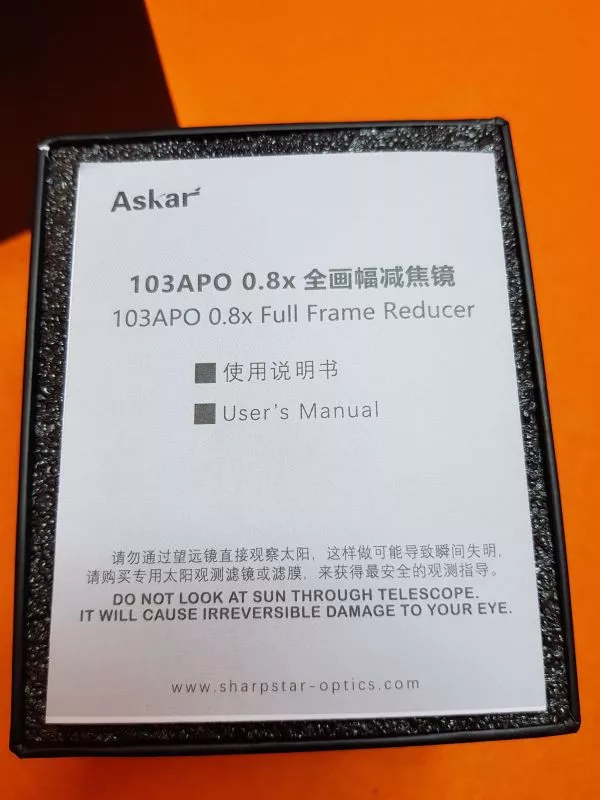 Askar
103APO 0.8x 全画幅减焦镜
103APO 0.8x Full Frame Reducer
使用说明书
User's Manual
请勿通过望远镜直接观察太阳，这样做可能导致瞬间失明，
请购买专用太阳观测滤镜或滤膜，来获得最安全的观测指导。
DO NOT LOOK AT SUN THROUGH TELESCOPE.
IT WILL CAUSE IRREVERSIBLE DAMAGE TO YOUR EYE.
www.sharpstar-optics.com